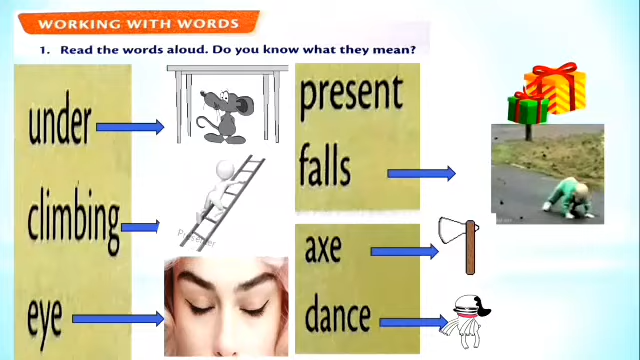 WORKING WITH WORDS
1. Read the words aloud. Do you know what they mean?
under
climbing
eye
Presenter
present
falls
axe
dance